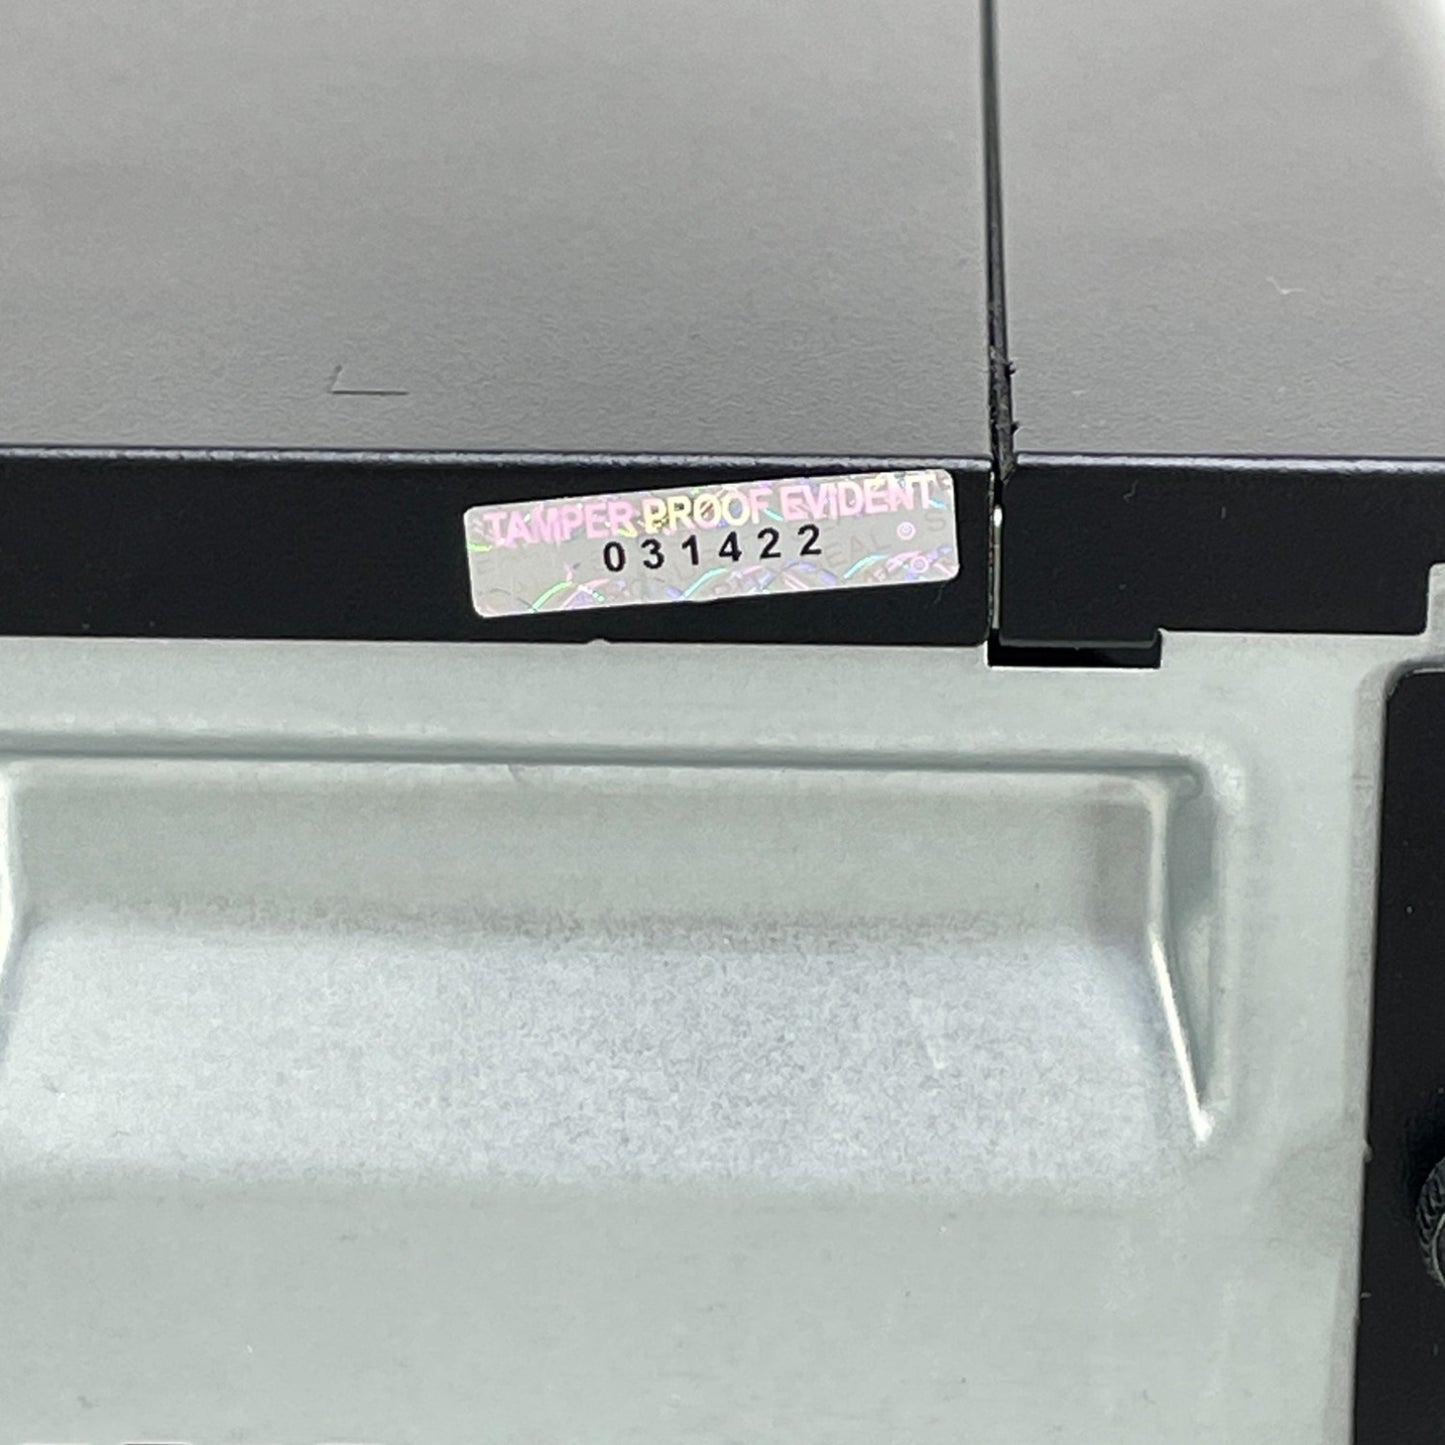 TAMPER PROOF EVIDENT
031422